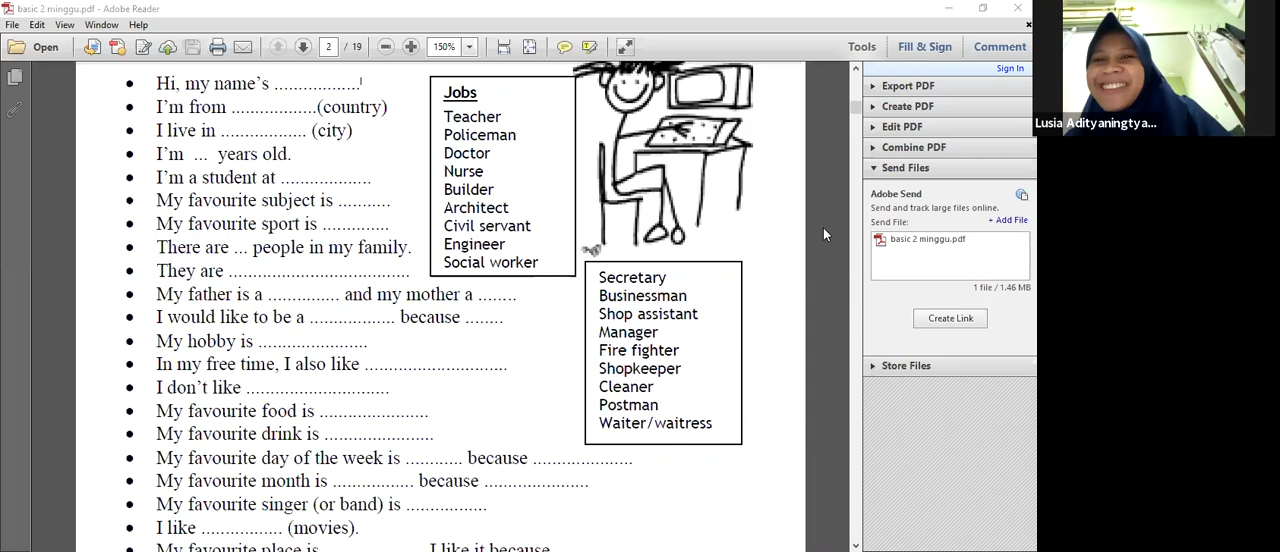 basic 2 minggu.pdf - Adobe Reader
File Edit View Window Help
Open 2 / 19 150% Tools Fill & Sign Comment
Sign In
Hi, my name's ..................
I'm from ................(country)
I live in ................ (city)
I'm ... years old.
I'm a student at ..................
My favourite subject is ..........
My favourite sport is .............
There are ... people in my family.
They are ...................................
My father is a .............. and my mother a ........
I would like to be a ................. because ........
My hobby is .....................
In my free time, I also like ...........................
I don't like ...........................
My favourite food is .....................
My favourite drink is .....................
My favourite day of the week is ........... because ...................
My favourite month is ................ because ....................
My favourite singer (or band) is ...............
I like ................ (movies).
My favourite place is I like it because
Jobs
Teacher
Policeman
Doctor
Nurse
Builder
Architect
Civil servant
Engineer
Social worker
Secretary
Businessman
Shop assistant
Manager
Fire fighter
Shopkeeper
Cleaner
Postman
Waiter/waitress
Export PDF
Create PDF
Edit PDF
Combine PDF
Send Files
Adobe Send
Send and track large files online.
Send File: + Add File
basic 2 minggu.pdf
1 file / 1.46 MB
Create Link
Store Files
Lusia Adityaningtya...